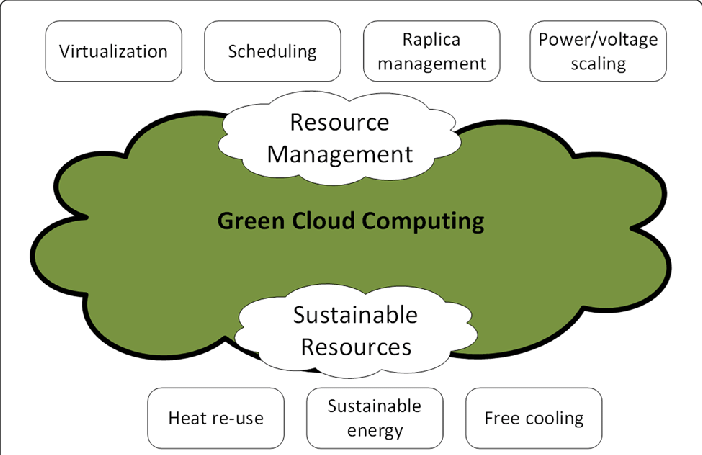 Virtualization
Scheduling
Raplica
management
Power/voltage
scaling
Resource
Management
Green Cloud Computing
Sustainable
Resources
Heat re-use
Sustainable
energy
Free cooling